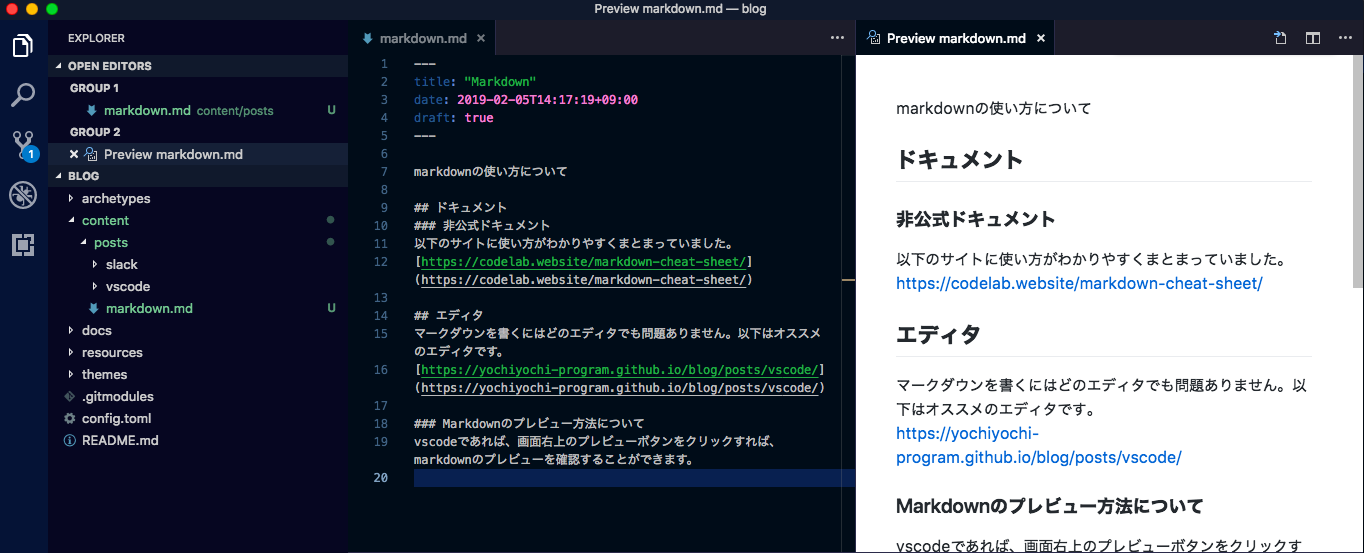 Preview markdown.md — blog
EXPLORER
OPEN EDITORS
GROUP 1
markdown.md content/posts U
GROUP 2
Preview markdown.md
1
BLOG
archetypes
content
posts
slack
vscode
markdown.md U
docs
resources
themes
.gitmodules
config.toml
README.md
markdown.md
1 ---
2 title: "Markdown"
3 date: 2019-02-05T14:17:19+09:00
4 draft: true
5 ---
6
7 markdownの使い方について
8
9 ## ドキュメント
10 ### 非公式ドキュメント
11 以下のサイトに使い方がわかりやすくまとまっていました。
12 [https://codelab.website/markdown-cheat-sheet/]
(https://codelab.website/markdown-cheat-sheet/)
13
14 ## エディタ
15 マークダウンを書くにはどのエディタでも問題ありません。以下はオススメ
のエディタです。
16 [https://yochiyochi-program.github.io/blog/posts/vscode/]
(https://yochiyochi-program.github.io/blog/posts/vscode/)
17
18 ### Markdownのプレビュー方法について
19 vscodeであれば、画面右上のプレビューボタンをクリックすれば、
markdownのプレビューを確認することができます。
20
Preview markdown.md
markdownの使い方について
ドキュメント
非公式ドキュメント
以下のサイトに使い方がわかりやすくまとまっていました。
https://codelab.website/markdown-cheat-sheet/
エディタ
マークダウンを書くにはどのエディタでも問題ありません。以
下はオススメのエディタです。
https://yochiyochi-
program.github.io/blog/posts/vscode/
Markdownのプレビュー方法について
vscodeであれば、画面右上のプレビューボタンをクリックす